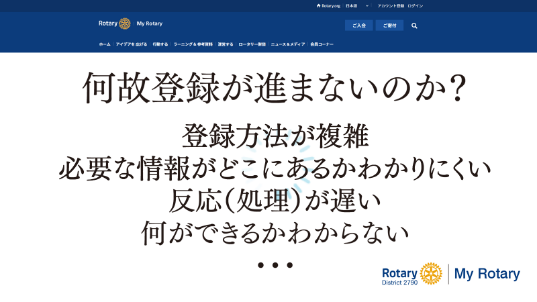 Rotary.org 日本語 アカウント登録 ログイン
Rotary My Rotary
ご入会 ご寄付
ホーム アイデアを広げる 行動する ラーニング＆参考資料 運営する ロータリー財団 ニュース＆メディア 会員コーナー
何故登録が進まないのか？
登録方法が複雑
必要な情報がどこにあるかわかりにくい
反応（処理）が遅い
何ができるかわからない
•••
Rotary My Rotary
District 2790